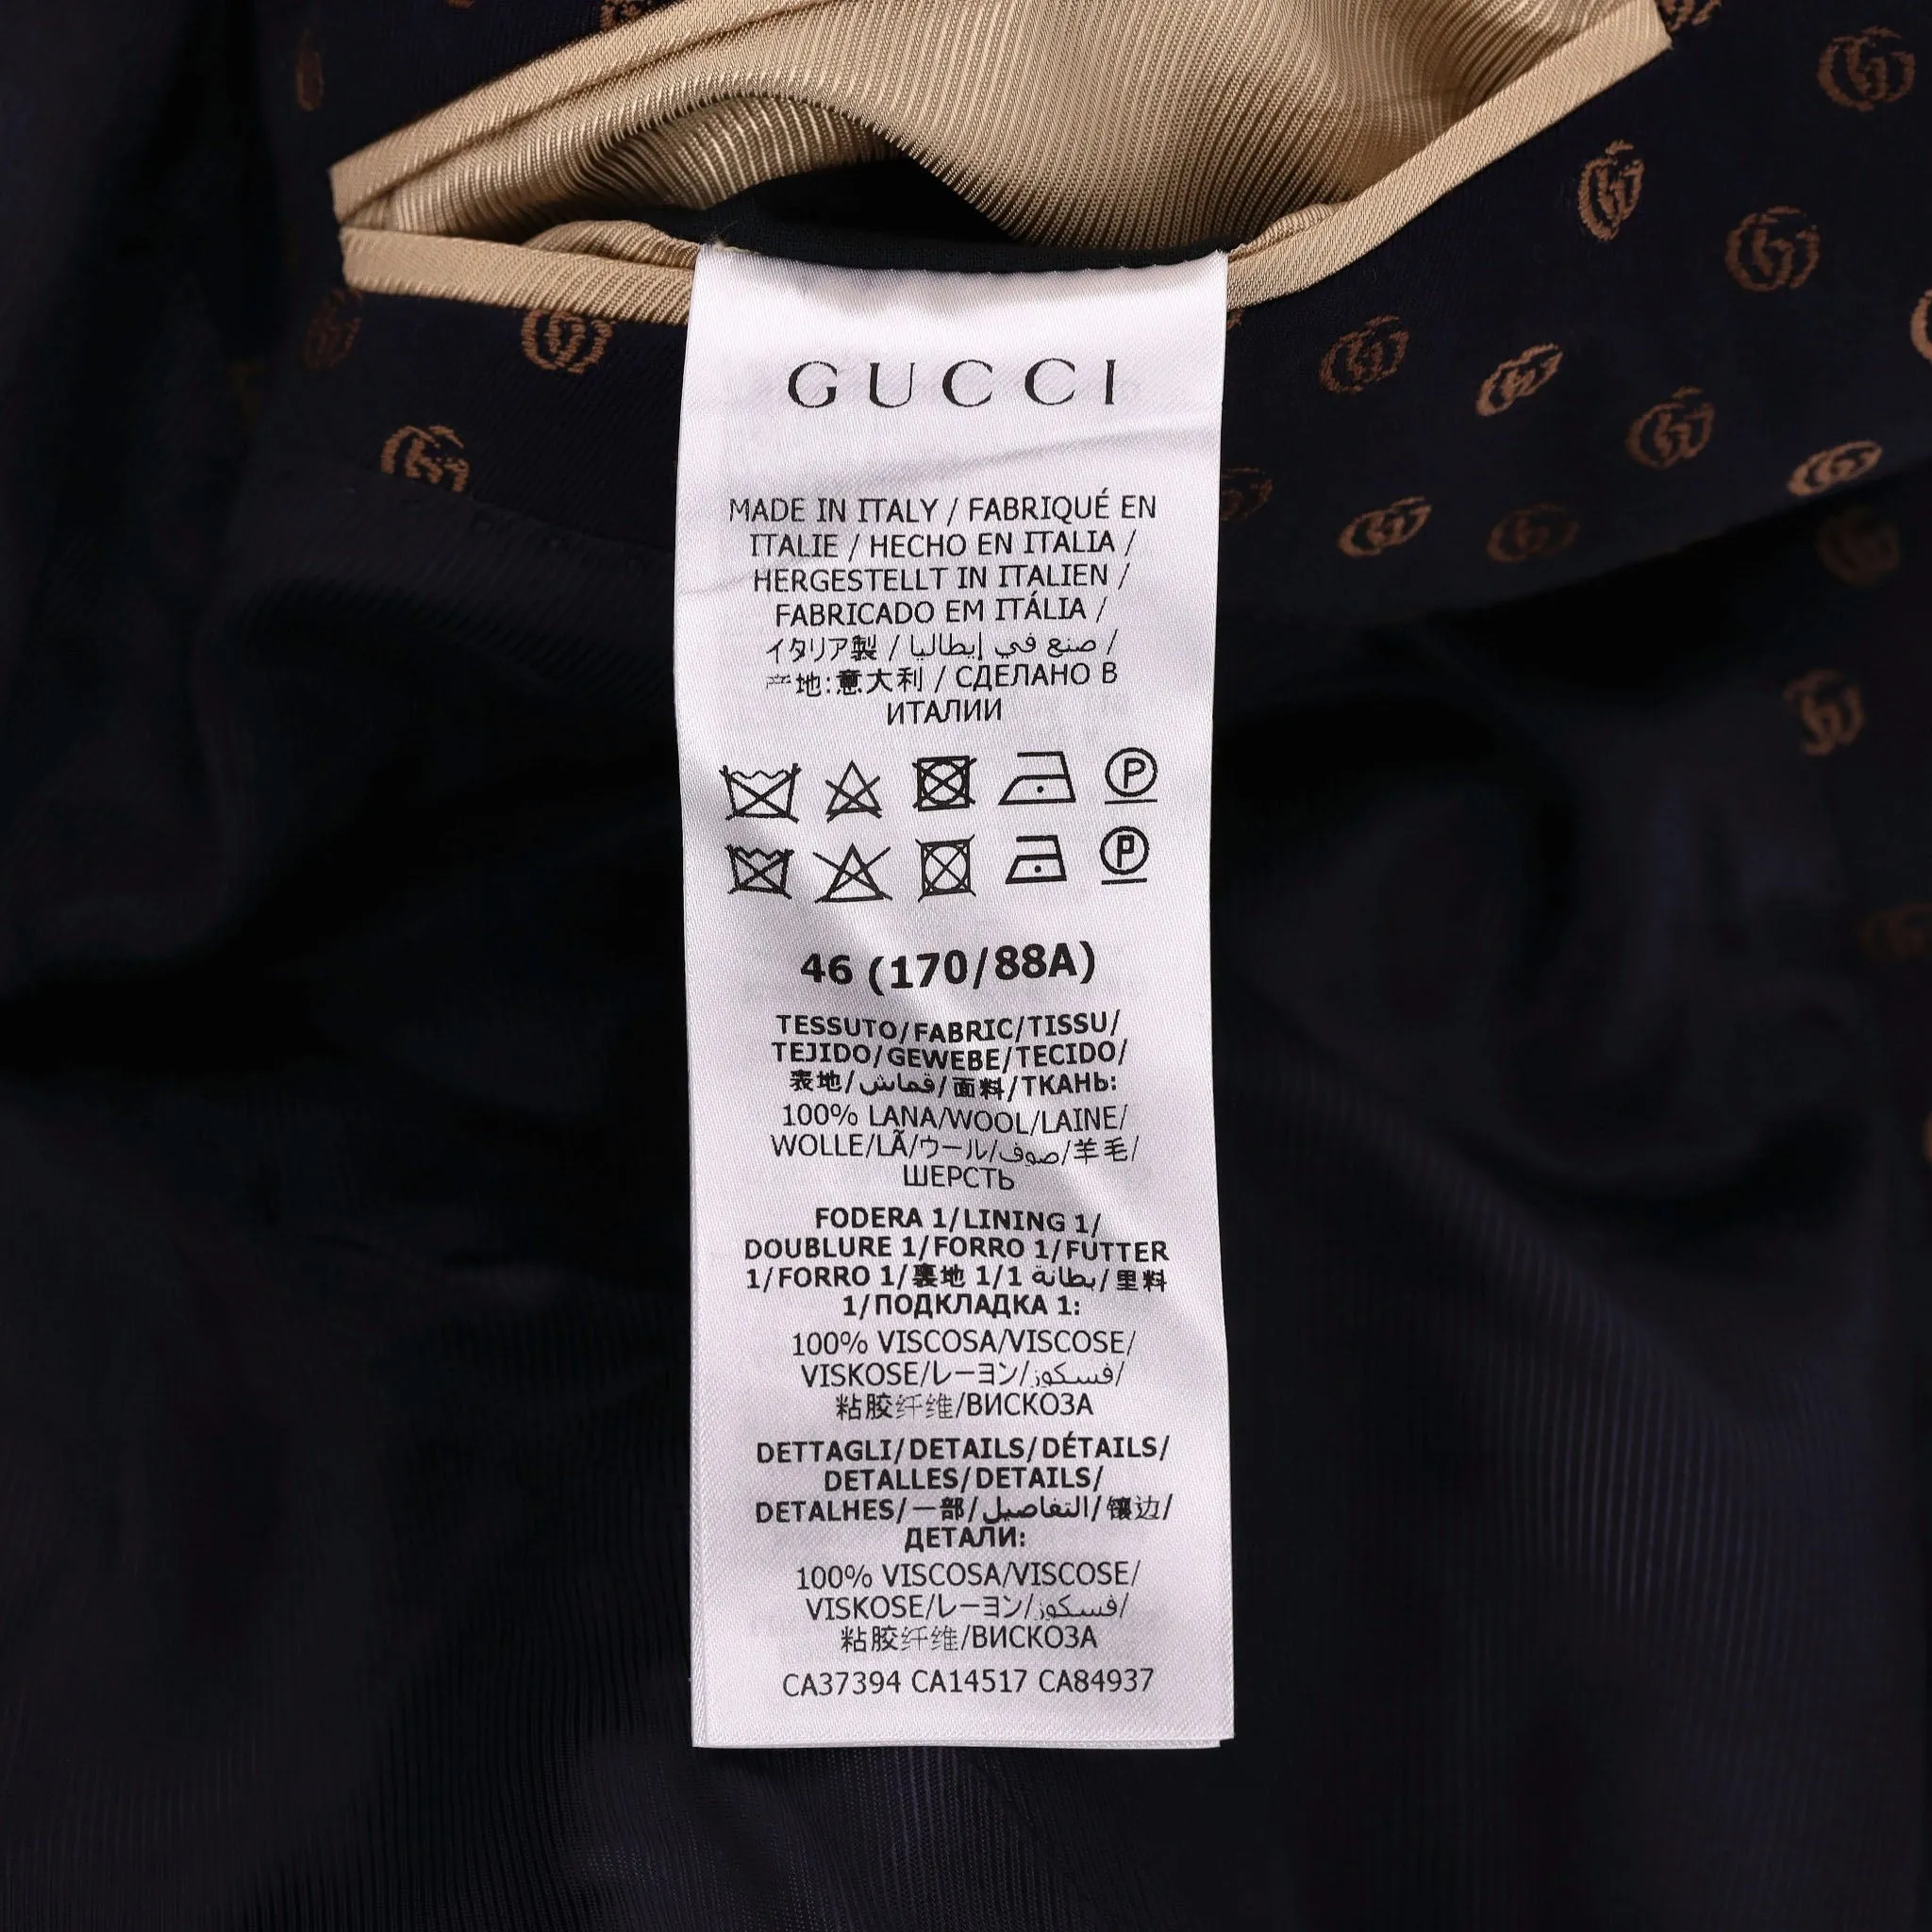 GUCCI
MADE IN ITALY / FABRIQUÉ EN
ITALIE / HECHO EN ITALIA /
HERGESTELLT IN ITALIEN /
FABRICADO EM ITÁLIA /
イタリア製 / صنع في إيطاليا /
产地:意大利 / СДЕЛАНО В
ИТАЛИИ
P
P
46 (170/88A)
TESSUTO/FABRIC/TISSU/
TEJIDO/GEWEBE/TECIDO/
表地/قماش/面料/ТКАНЬ:
100% LANA/WOOL/LAINE/
WOLLE/LÃ/ウール/صوف/羊毛/
ШЕРСТЬ
FODERA 1/LINING 1/
DOUBLURE 1/FORRO 1/FUTTER
1/FORRO 1/裏地 1/1 بطانة/里料
1/ПОДКЛАДКА 1:
100% VISCOSA/VISCOSE/
VISKOSE/レーヨン/فسكوز/
粘胶纤维/ВИСКОЗА
DETTAGLI/DETAILS/DÉTAILS/
DETALLES/DETAILS/
DETALHES/一部/التفاصيل/镶边/
ДЕТАЛИ:
100% VISCOSA/VISCOSE/
VISKOSE/レーヨン/فسكوز/
粘胶纤维/ВИСКОЗА
CA37394 CA14517 CA84937